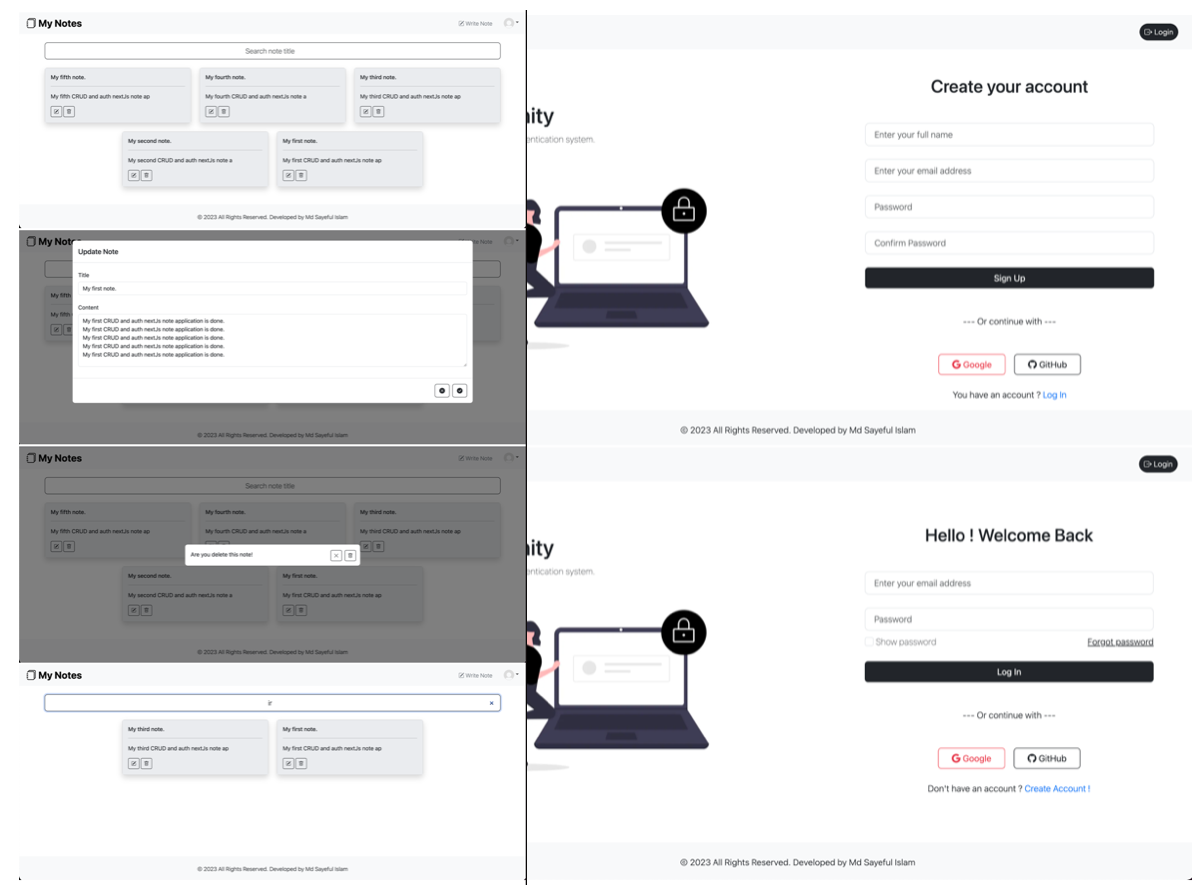 My Notes
Write Note
Search note title
My fifth note.
My fifth CRUD and auth nextJs note ap
My fourth note.
My fourth CRUD and auth nextJs note a
My third note.
My third CRUD and auth nextJs note ap
My second note.
My second CRUD and auth nextJs note a
My first note.
My first CRUD and auth nextJs note ap
© 2023 All Rights Reserved. Developed by Md Sayeful Islam
My Notes
Write Note
My fifth
My fifth
Update Note
Title
My first note.
Content
My first CRUD and auth nextJs note application is done.
My first CRUD and auth nextJs note application is done.
My first CRUD and auth nextJs note application is done.
My first CRUD and auth nextJs note application is done.
My first CRUD and auth nextJs note application is done.
© 2023 All Rights Reserved. Developed by Md Sayeful Islam
My Notes
Write Note
Search note title
My fifth note.
My fifth CRUD and auth nextJs note ap
My fourth note.
My fourth CRUD and auth nextJs note a
My third note.
My third CRUD and auth nextJs note ap
Are you delete this note!
My second note.
My second CRUD and auth nextJs note a
My first note.
My first CRUD and auth nextJs note ap
© 2023 All Rights Reserved. Developed by Md Sayeful Islam
My Notes
Write Note
ir
My third note.
My third CRUD and auth nextJs note ap
My first note.
My first CRUD and auth nextJs note ap
© 2023 All Rights Reserved. Developed by Md Sayeful Islam
Login
nity
entication system.
Create your account
Enter your full name
Enter your email address
Password
Confirm Password
Sign Up
--- Or continue with ---
Google
GitHub
You have an account ? Log In
© 2023 All Rights Reserved. Developed by Md Sayeful Islam
Login
nity
entication system.
Hello ! Welcome Back
Enter your email address
Password
Show password
Forgot password
Log In
--- Or continue with ---
Google
GitHub
Don't have an account ? Create Account !
© 2023 All Rights Reserved. Developed by Md Sayeful Islam